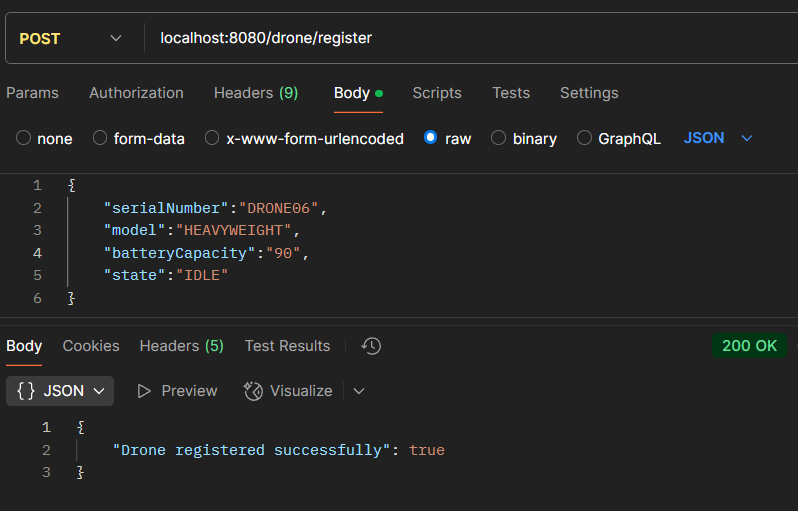 POST localhost:8080/drone/register
Params Authorization Headers (9) Body Scripts Tests Settings
none form-data x-www-form-urlencoded raw binary GraphQL JSON
1 {
2 "serialNumber":"DRONE06",
3 "model":"HEAVYWEIGHT",
4 "batteryCapacity":"90",
5 "state":"IDLE"
6 }
Body Cookies Headers (5) Test Results 200 OK
{} JSON Preview Visualize
1 {
2 "Drone registered successfully": true
3 }